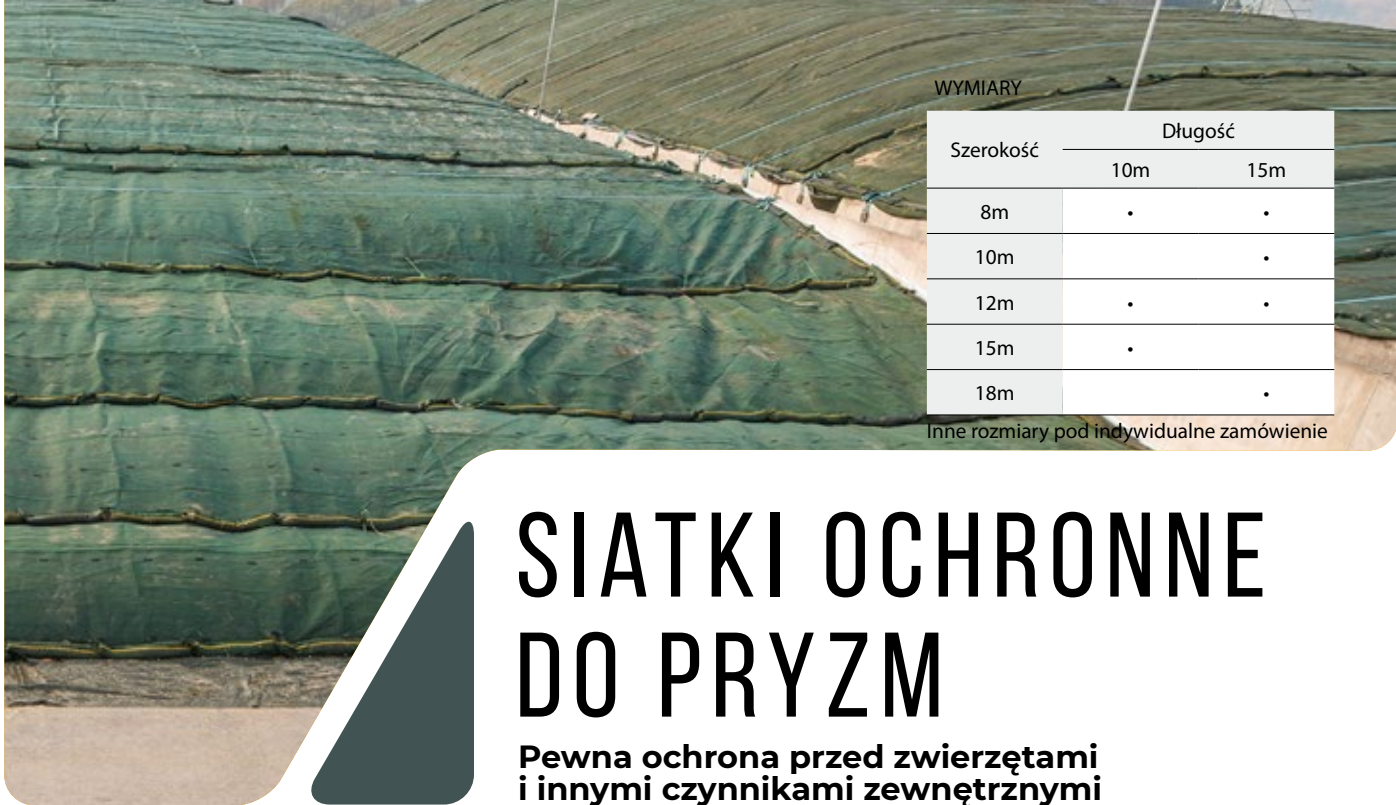 WYMIARY
Szerokość Długość
10m 15m
8m • •
10m •
12m • •
15m •
18m •
Inne rozmiary pod indywidualne zamówienie
SIATKI OCHRONNE
DO PRYZM
Pewna ochrona przed zwierzętami
i innymi czynnikami zewnętrznymi